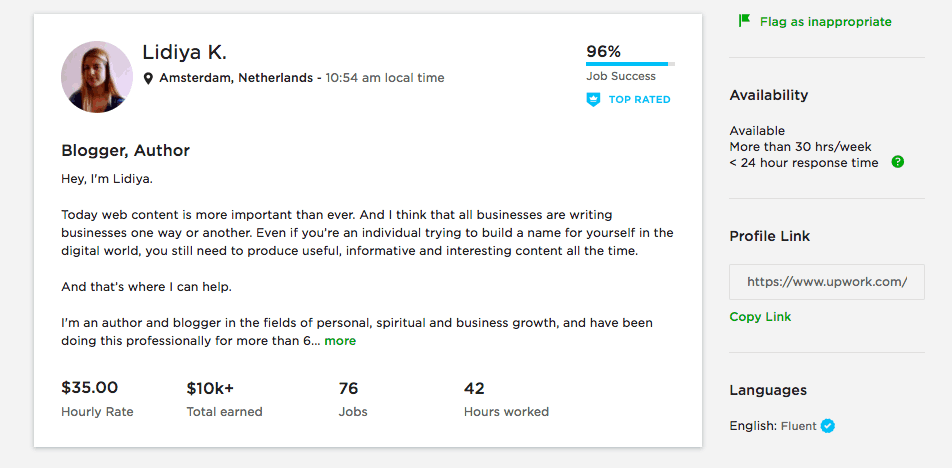 Lidiya K.
Amsterdam, Netherlands - 10:54 am local time
96%
Job Success
TOP RATED
Blogger, Author
Hey, I'm Lidiya.
Today web content is more important than ever. And I think that all businesses are writing
businesses one way or another. Even if you're an individual trying to build a name for yourself in the
digital world, you still need to produce useful, informative and interesting content all the time.
And that's where I can help.
I'm an author and blogger in the fields of personal, spiritual and business growth, and have been
doing this professionally for more than 6... more
$35.00
Hourly Rate
$10k+
Total earned
76
Jobs
42
Hours worked
Flag as inappropriate
Availability
Available
More than 30 hrs/week
< 24 hour response time ?
Profile Link
https://www.upwork.com/
Copy Link
Languages
English: Fluent